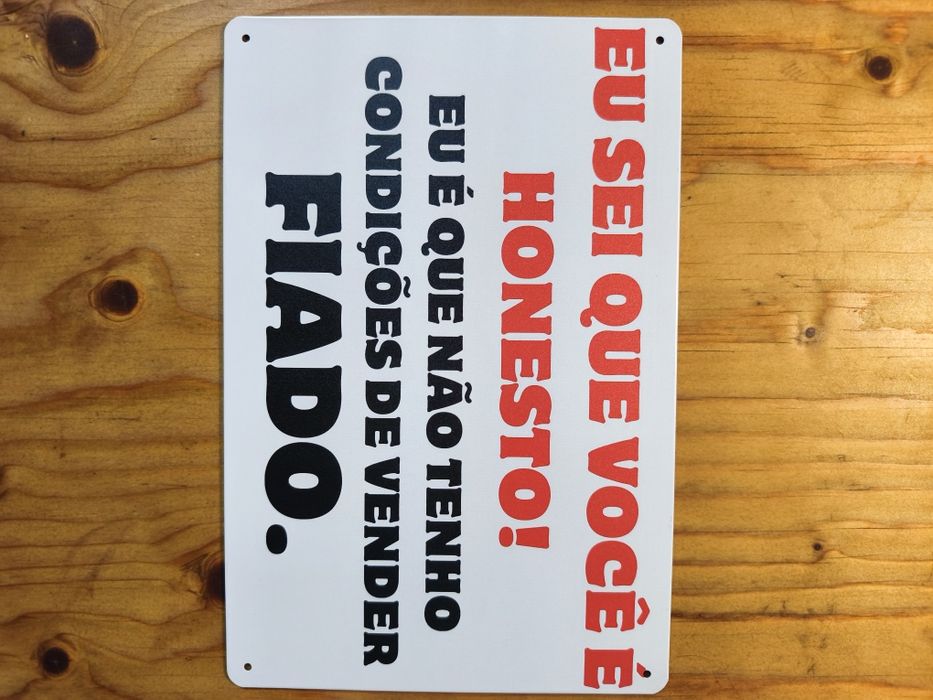 EU SEI QUE VOCÊ É
HONESTO!
EU É QUE NÃO TENHO
CONDIÇÕES DE VENDER
FIADO.